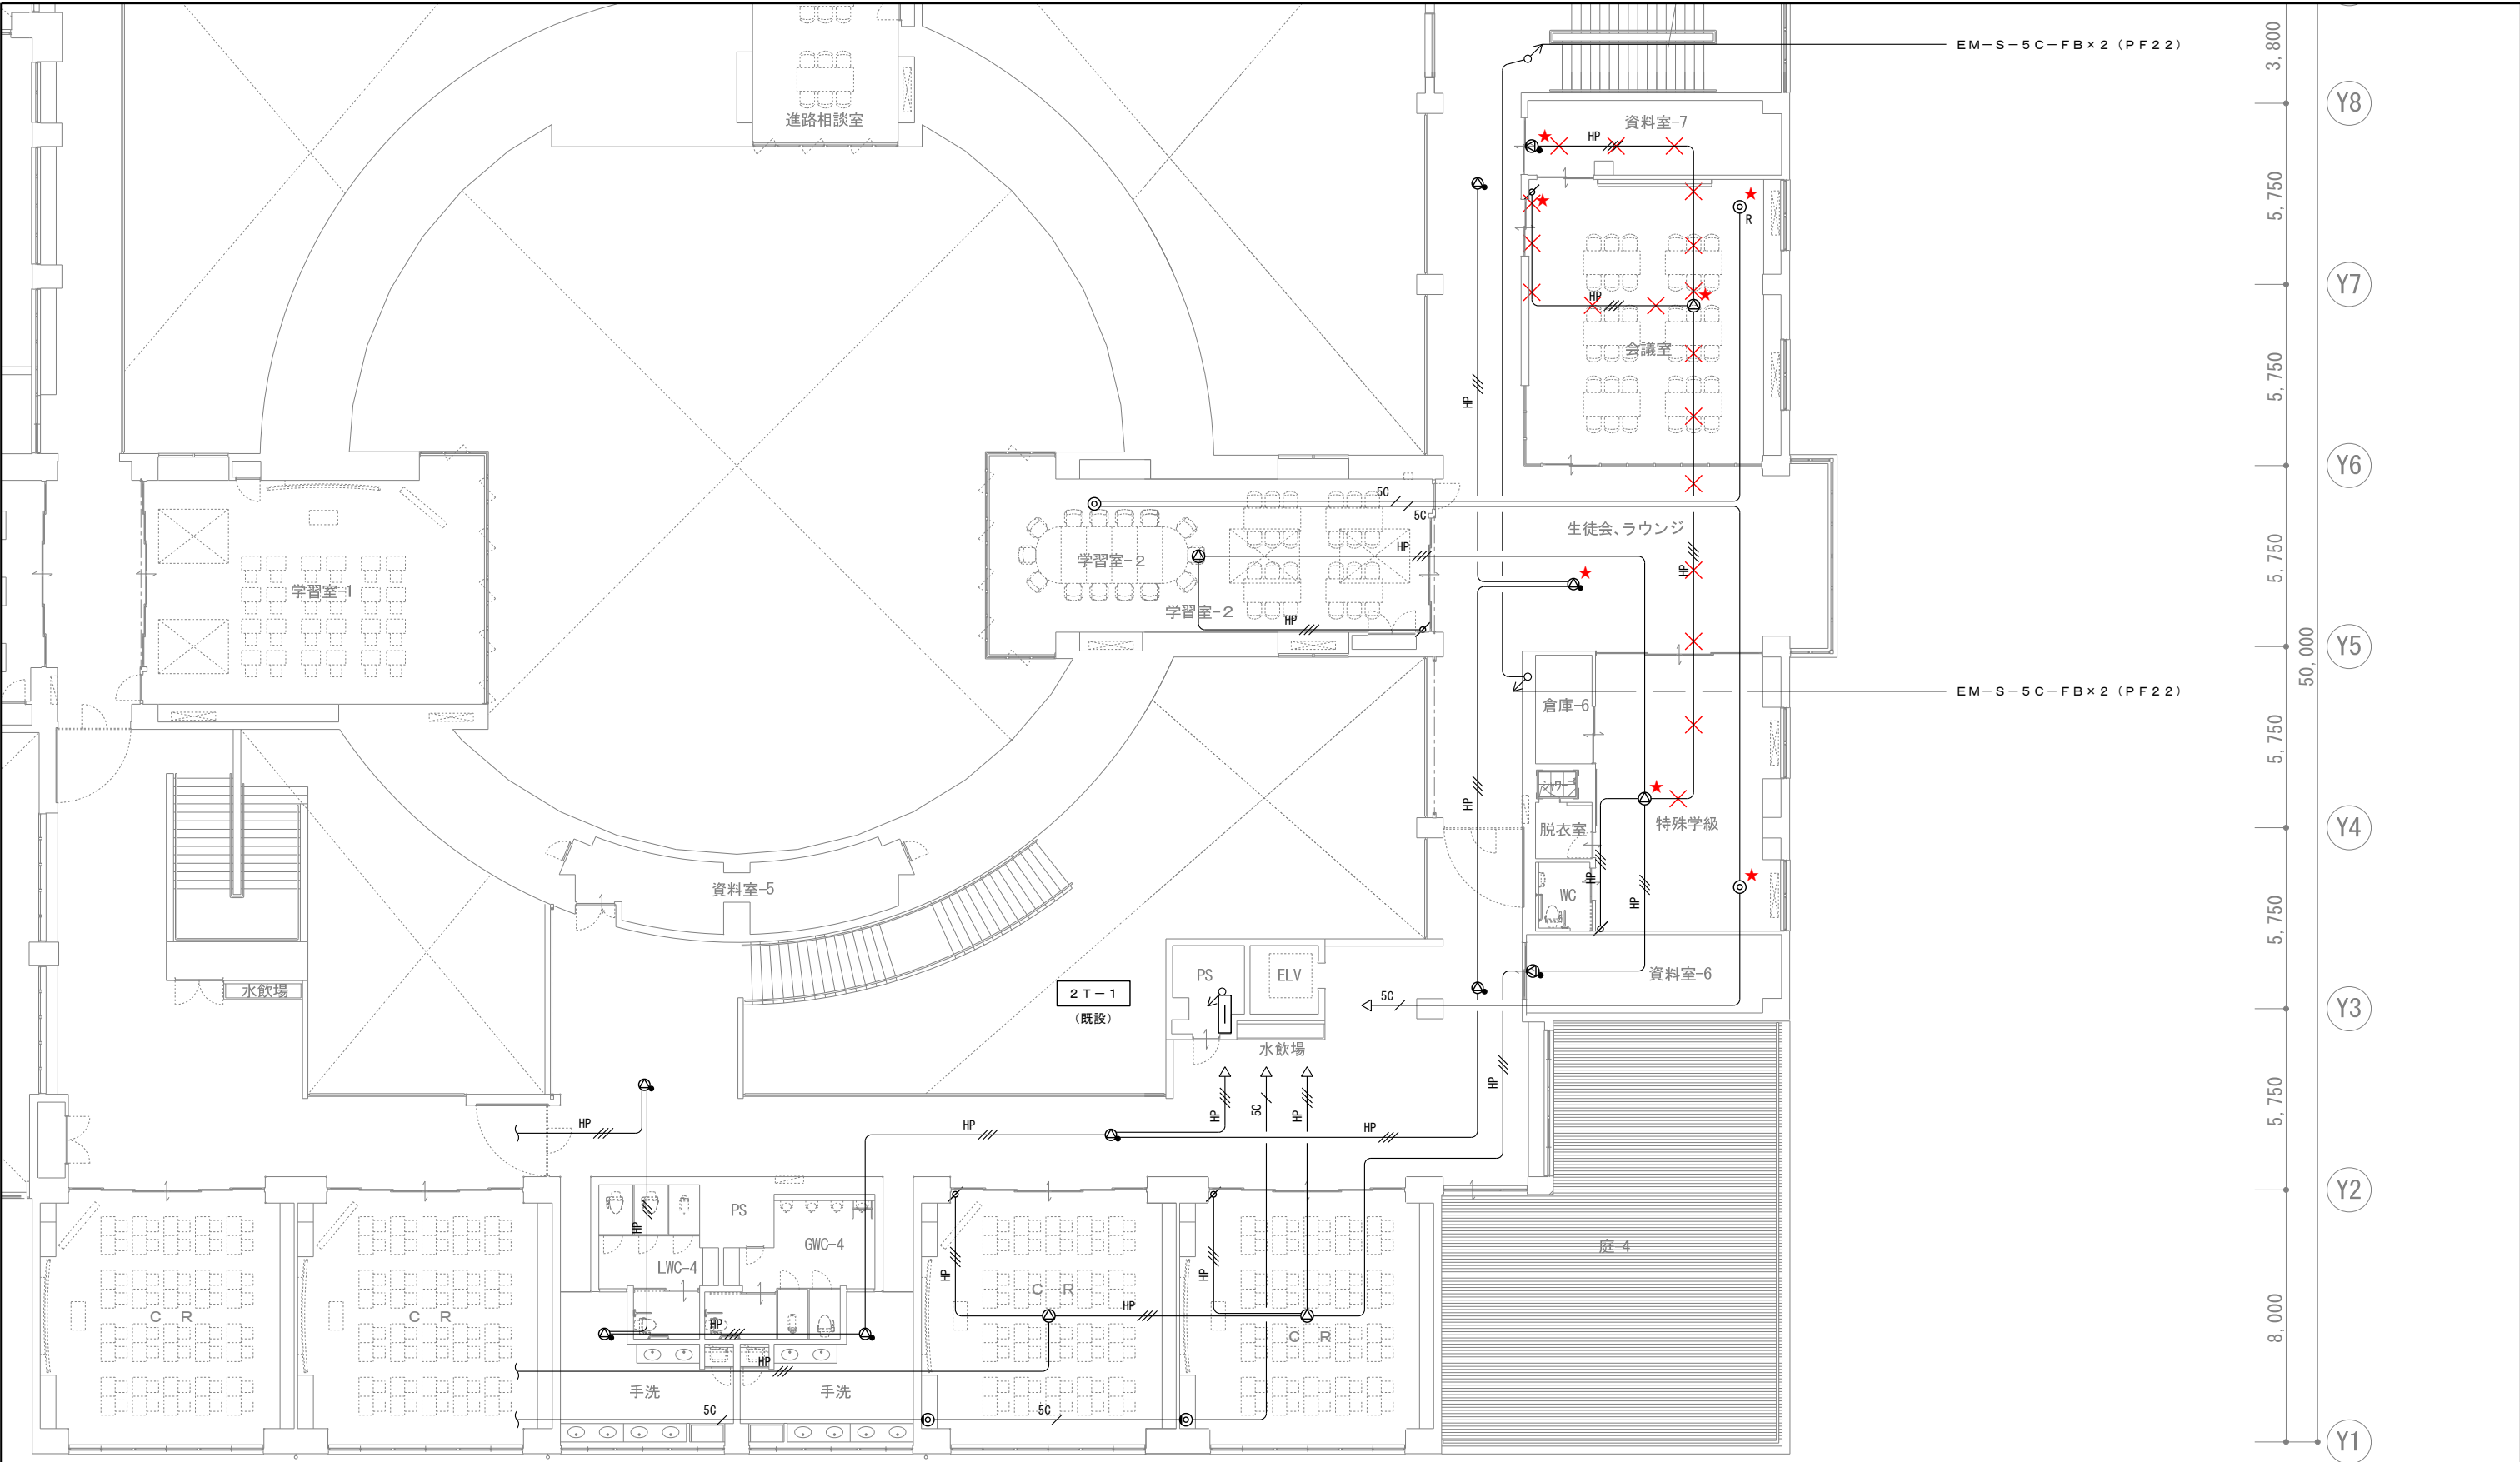 EM-S-5C-FB×2 (PF22)
3,800
Y8
進路相談室
資料室-7
HP
5,750
R
Y7
HP
会議室
5,750
HP
Y6
5C
5C
生徒会、ラウンジ
HP
学習室-2
5,750
HP
学習室-1
学習室-2
HP
Y5
50,000
EM-S-5C-FB×2 (PF22)
倉庫-6
5,750
シャワー
HP
脱衣室
特殊学級
Y4
HP
資料室-5
WC
HP
5,750
PS
ELV
資料室-6
水飲場
2T-1
(既設)
5C
Y3
水飲場
HP
HP
5C
HP
5,750
HP
HP
HP
Y2
PS
HP
GWC-4
庭-4
LWC-4
HP
HP
CR
CR
CR
HP
CR
8,000
HP
HP
手洗
手洗
5C
5C
Y1